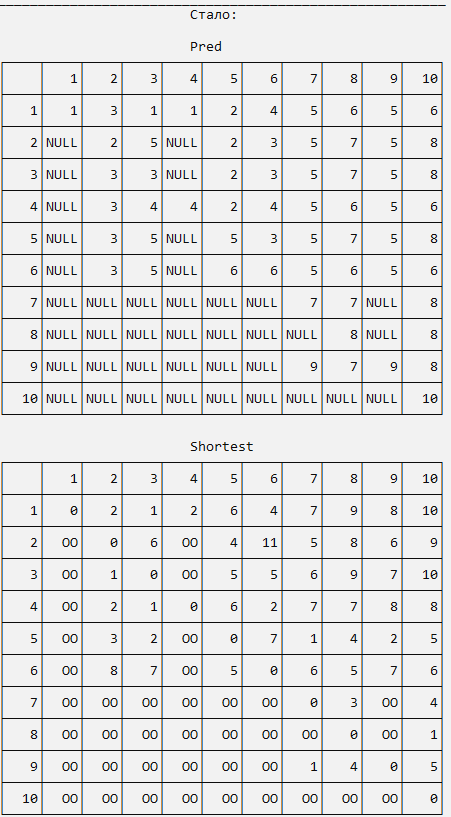 Стало:
Pred
1 2 3 4 5 6 7 8 9 10
1 1 3 1 1 2 4 5 6 5 6
2 NULL 2 5 NULL 2 3 5 7 5 8
3 NULL 3 3 NULL 2 3 5 7 5 8
4 NULL 3 4 4 2 4 5 6 5 6
5 NULL 3 5 NULL 5 3 5 7 5 8
6 NULL 3 5 NULL 6 6 5 6 5 6
7 NULL NULL NULL NULL NULL NULL 7 7 NULL 8
8 NULL NULL NULL NULL NULL NULL NULL 8 NULL 8
9 NULL NULL NULL NULL NULL NULL 9 7 9 8
10 NULL NULL NULL NULL NULL NULL NULL NULL NULL 10
Shortest
1 2 3 4 5 6 7 8 9 10
1 0 2 1 2 6 4 7 9 8 10
2 OO 0 6 OO 4 11 5 8 6 9
3 OO 1 0 OO 5 5 6 9 7 10
4 OO 2 1 0 6 2 7 7 8 8
5 OO 3 2 OO 0 7 1 4 2 5
6 OO 8 7 OO 5 0 6 5 7 6
7 OO OO OO OO OO OO 0 3 OO 4
8 OO OO OO OO OO OO OO 0 OO 1
9 OO OO OO OO OO OO 1 4 0 5
10 OO OO OO OO OO OO OO OO OO 0